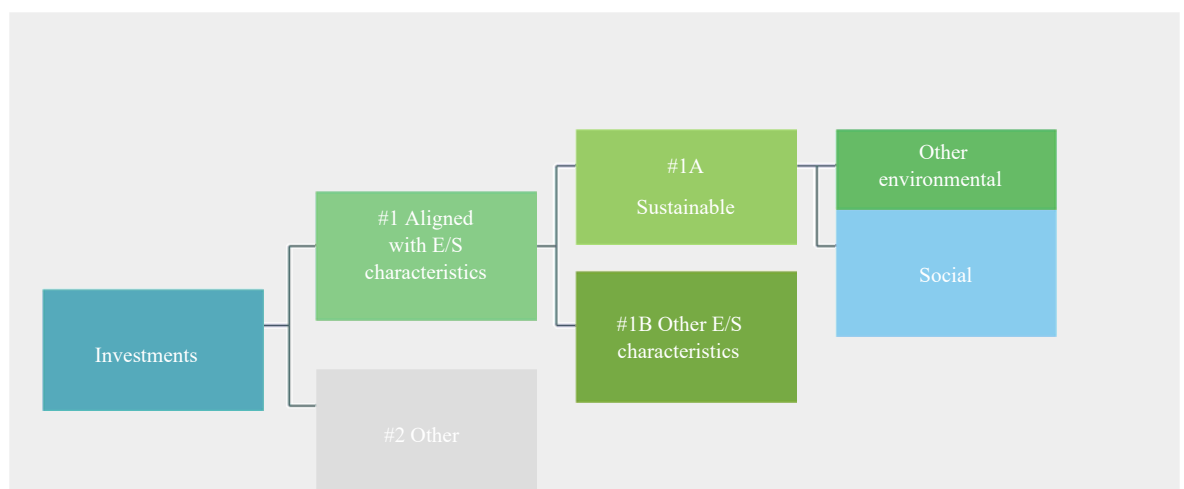 Investments
#1 Aligned
with E/S
characteristics
#2 Other
#1A
Sustainable
#1B Other E/S
characteristics
Other
environmental
Social